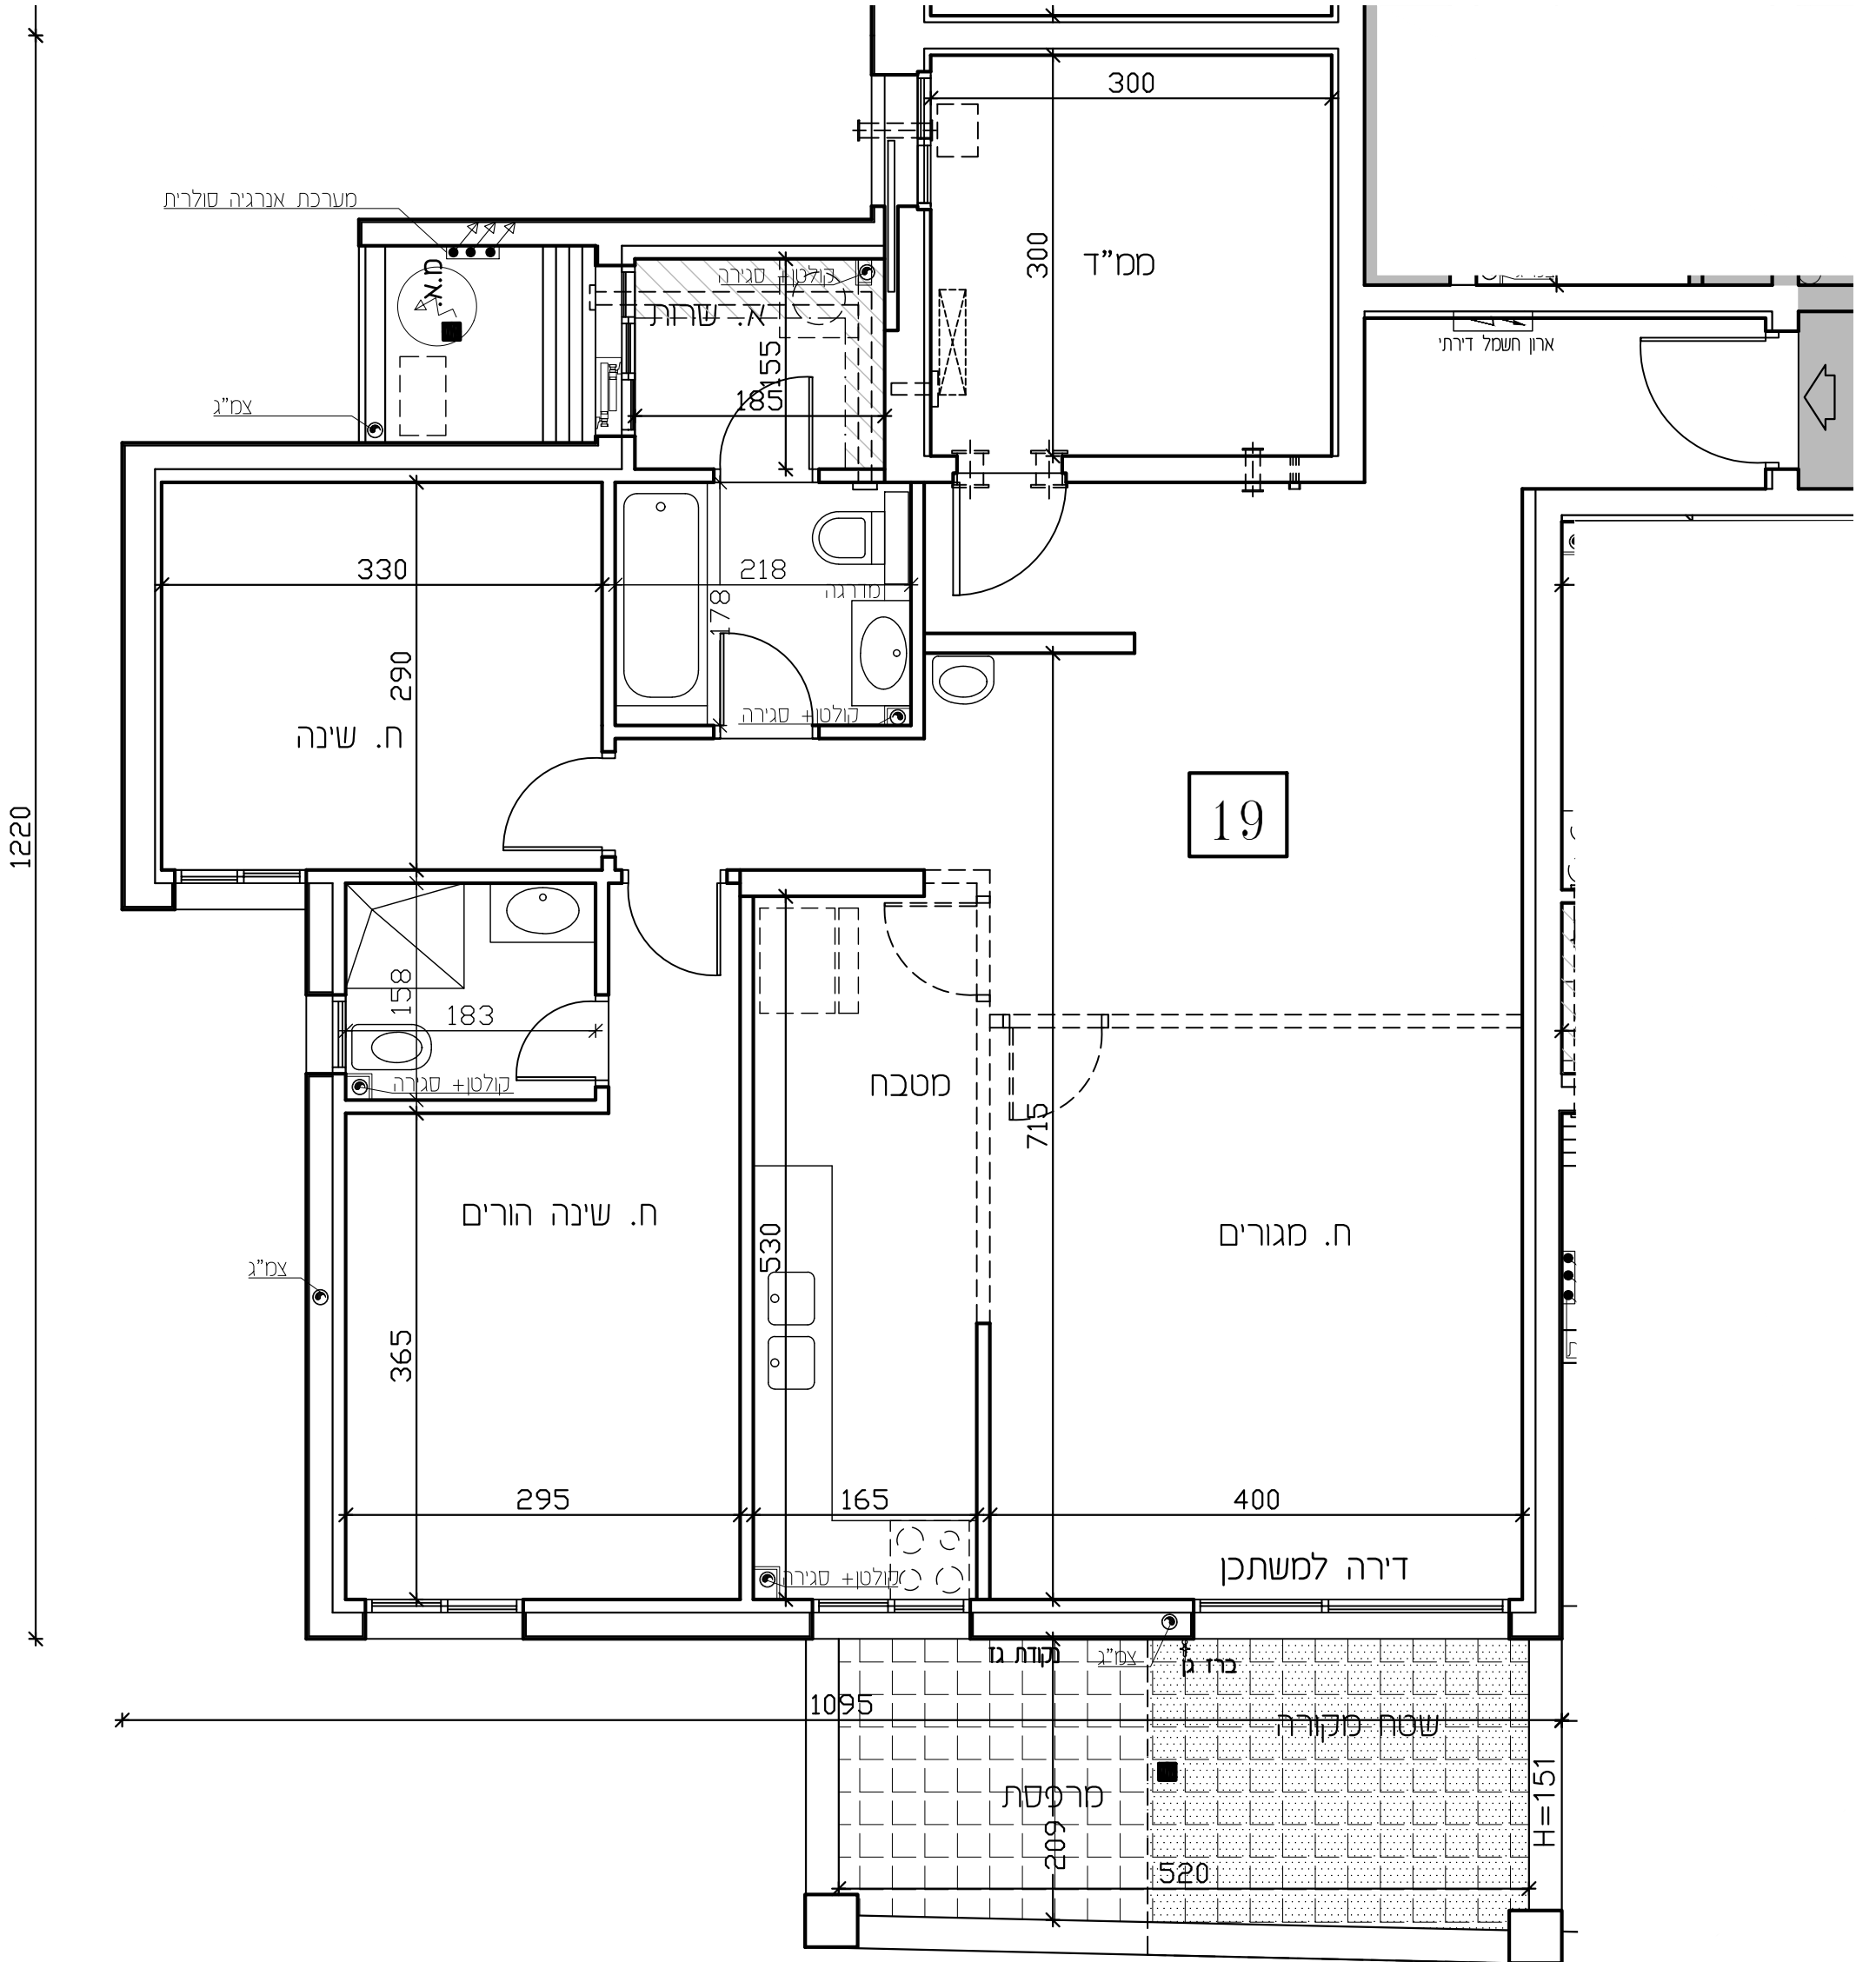 300
מערכת אנרגיה סולרית
מ.א.
קולטן+ סגירה
300
ממ"ד
א. שרות
ארון חשמל דירתי
155
185
צמ"ג
330
218
מדרגה
178
290
קולטן+ סגירה
ח. שינה
19
1220
158
183
קולטן+ סגירה
מטבח
715
ח. שינה הורים
ח. מגורים
530
צמ"ג
365
295
165
400
דירה למשתכן
קולטן+ סגירה
נקודת גז
צמ"ג
ברז גן
1095
שטח מקורה
מרפסת
H=151
209
520